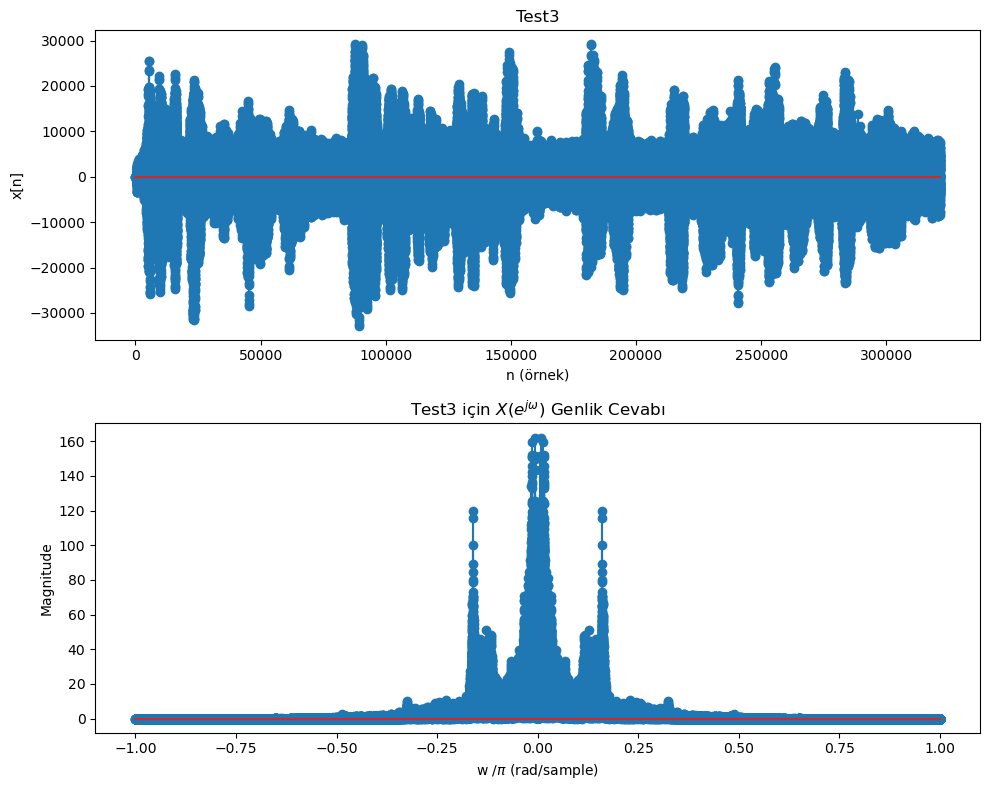 Test3
30000
20000
10000
0
−10000
−20000
−30000
x[n]
0 50000 100000 150000 200000 250000 300000
n (örnek)
Test3 için X(e^{jω}) Genlik Cevabı
160
140
120
100
80
60
40
20
0
Magnitude
−1.00 −0.75 −0.50 −0.25 0.00 0.25 0.50 0.75 1.00
w /π (rad/sample)